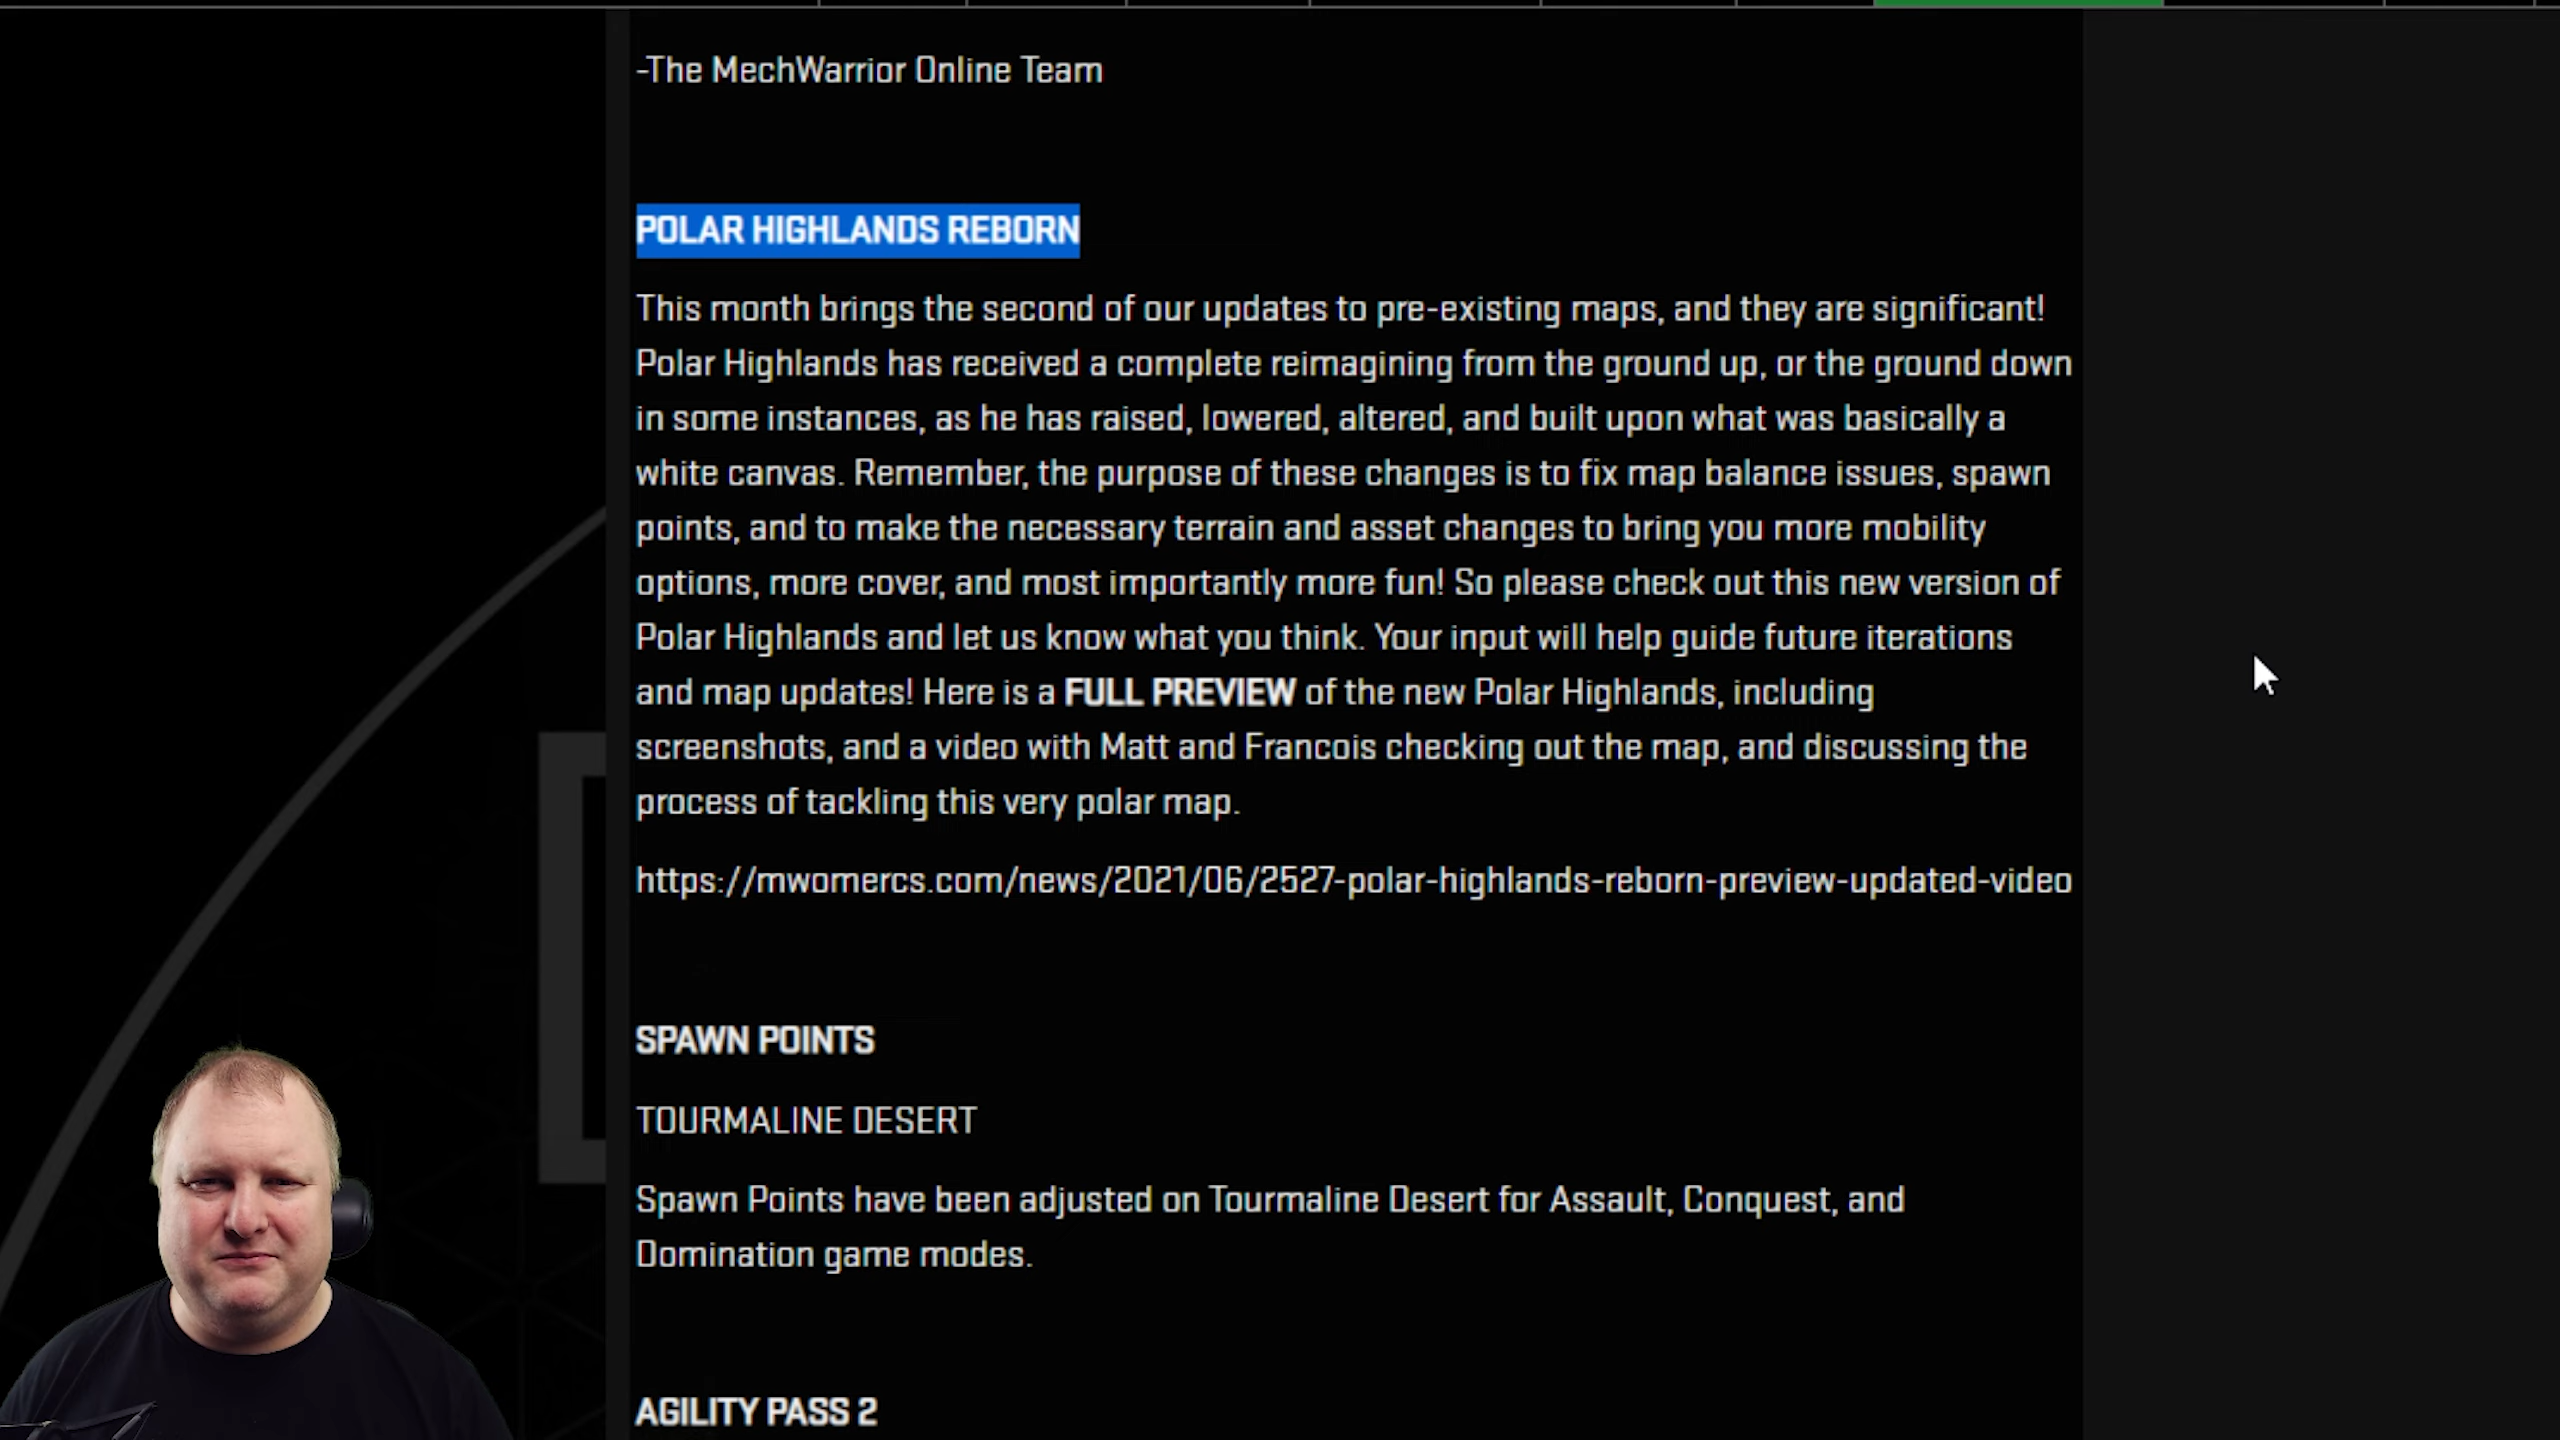 -The MechWarrior Online Team
POLAR HIGHLANDS REBORN
This month brings the second of our updates to pre-existing maps, and they are significant!
Polar Highlands has received a complete reimagining from the ground up, or the ground down
in some instances, as he has raised, lowered, altered, and built upon what was basically a
white canvas. Remember, the purpose of these changes is to fix map balance issues, spawn
points, and to make the necessary terrain and asset changes to bring you more mobility
options, more cover, and most importantly more fun! So please check out this new version of
Polar Highlands and let us know what you think. Your input will help guide future iterations
and map updates! Here is a FULL PREVIEW of the new Polar Highlands, including
screenshots, and a video with Matt and Francois checking out the map, and discussing the
process of tackling this very polar map.
https://mwomercs.com/news/2021/06/2527-polar-highlands-reborn-preview-updated-video
SPAWN POINTS
TOURMALINE DESERT
Spawn Points have been adjusted on Tourmaline Desert for Assault, Conquest, and
Domination game modes.
AGILITY PASS 2